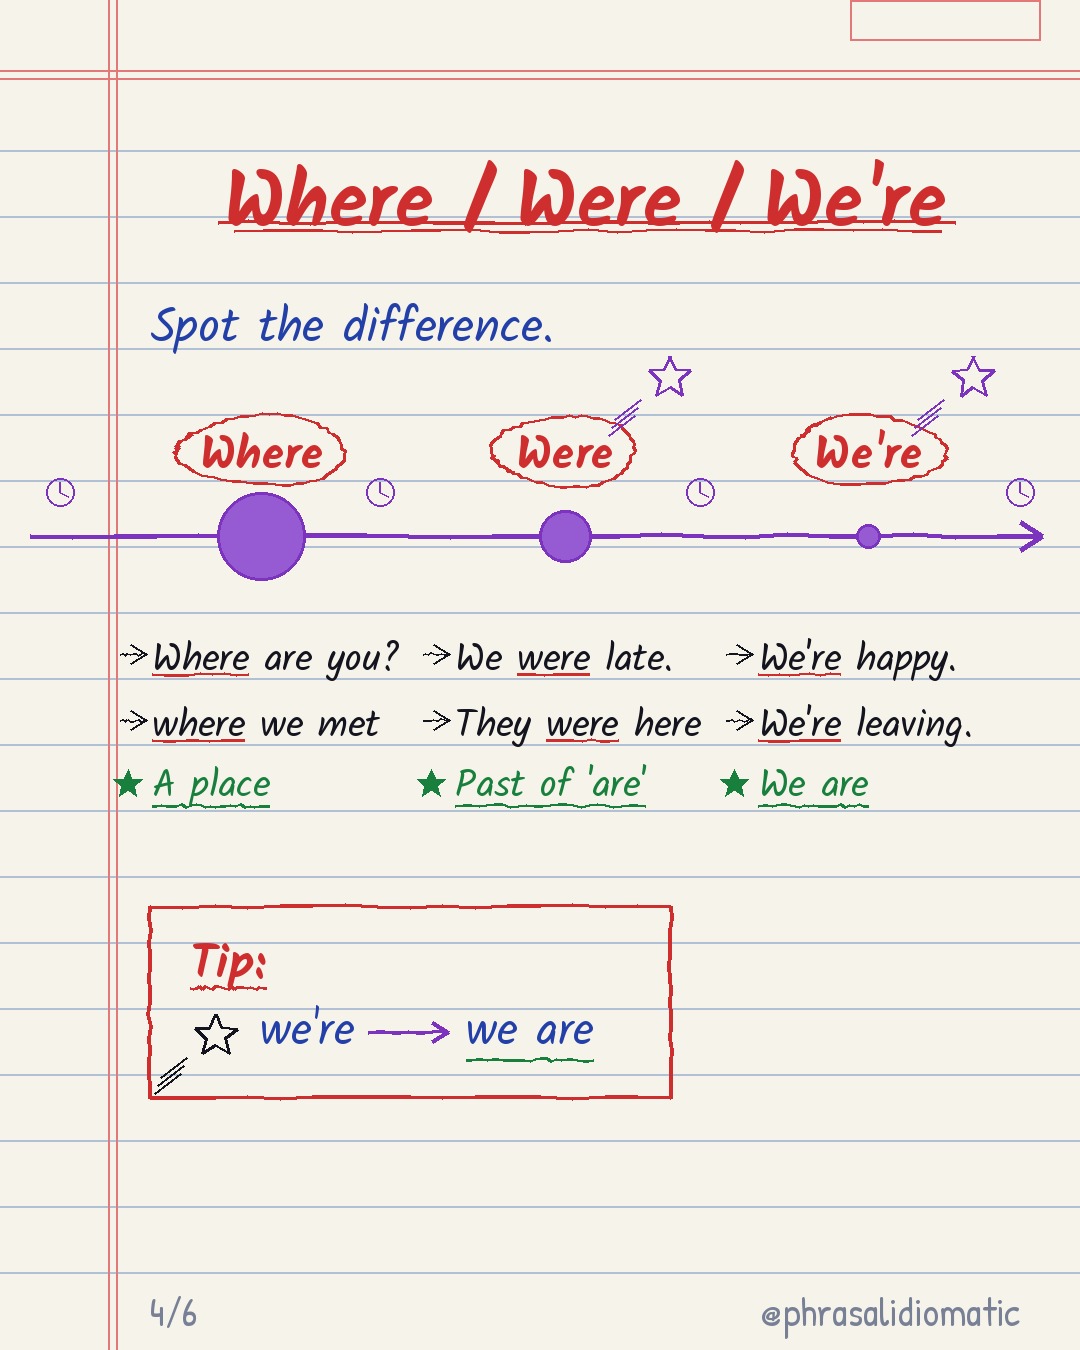 Where / Were / We're
Spot the difference.
Where
Were
We're
Where are you?
where we met
A place
We were late.
They were here
Past of 'are'
We're happy.
We're leaving.
We are
Tip:
we're → we are
4/6
@phrasalidiomatic